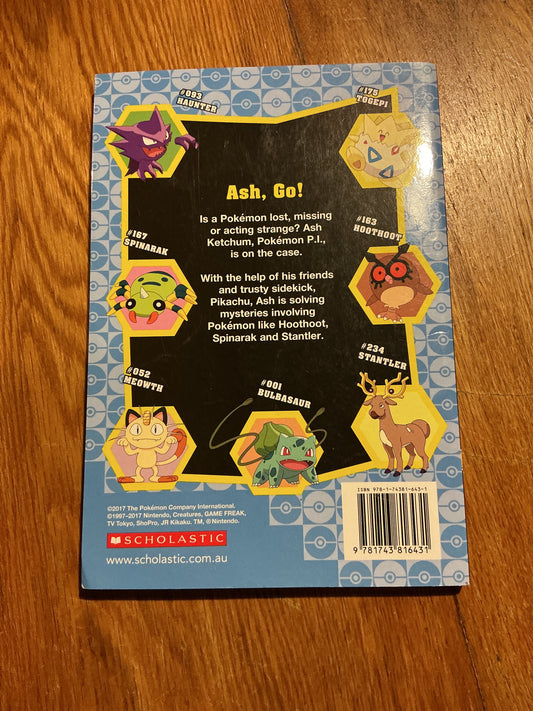 #093
HAUNTER
#175
TOGEPI
Ash, Go!
Is a Pokémon lost, missing
or acting strange? Ash
Ketchum, Pokémon P.I.,
is on the case.
#167
SPINARAK
#163
HOOTHOOT
With the help of his friends
and trusty sidekick,
Pikachu, Ash is solving
mysteries involving
Pokémon like Hoothoot,
Spinarak and Stantler.
#234
STANTLER
#052
MEOWTH
#001
BULBASAUR
©2017 The Pokémon Company International.
©1997-2017 Nintendo, Creatures, GAME FREAK,
TV Tokyo, ShoPro, JR Kikaku. TM, ® Nintendo.
SCHOLASTIC
www.scholastic.com.au
ISBN 978-1-74381-643-1
9 781743 816431